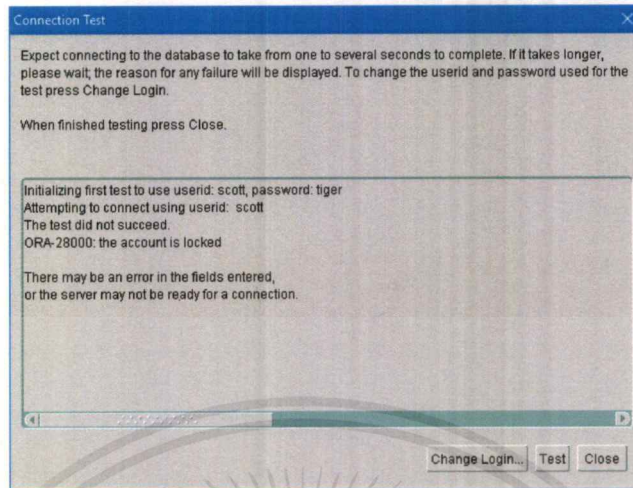 Connection Test
Expect connecting to the database to take from one to several seconds to complete. If it takes longer,
please wait; the reason for any failure will be displayed. To change the userid and password used for the
test press Change Login.
When finished testing press Close.
Initializing first test to use userid: scott, password: tiger
Attempting to connect using userid:  scott
The test did not succeed.
ORA-28000: the account is locked
There may be an error in the fields entered,
or the server may not be ready for a connection.
Change Login... Test Close